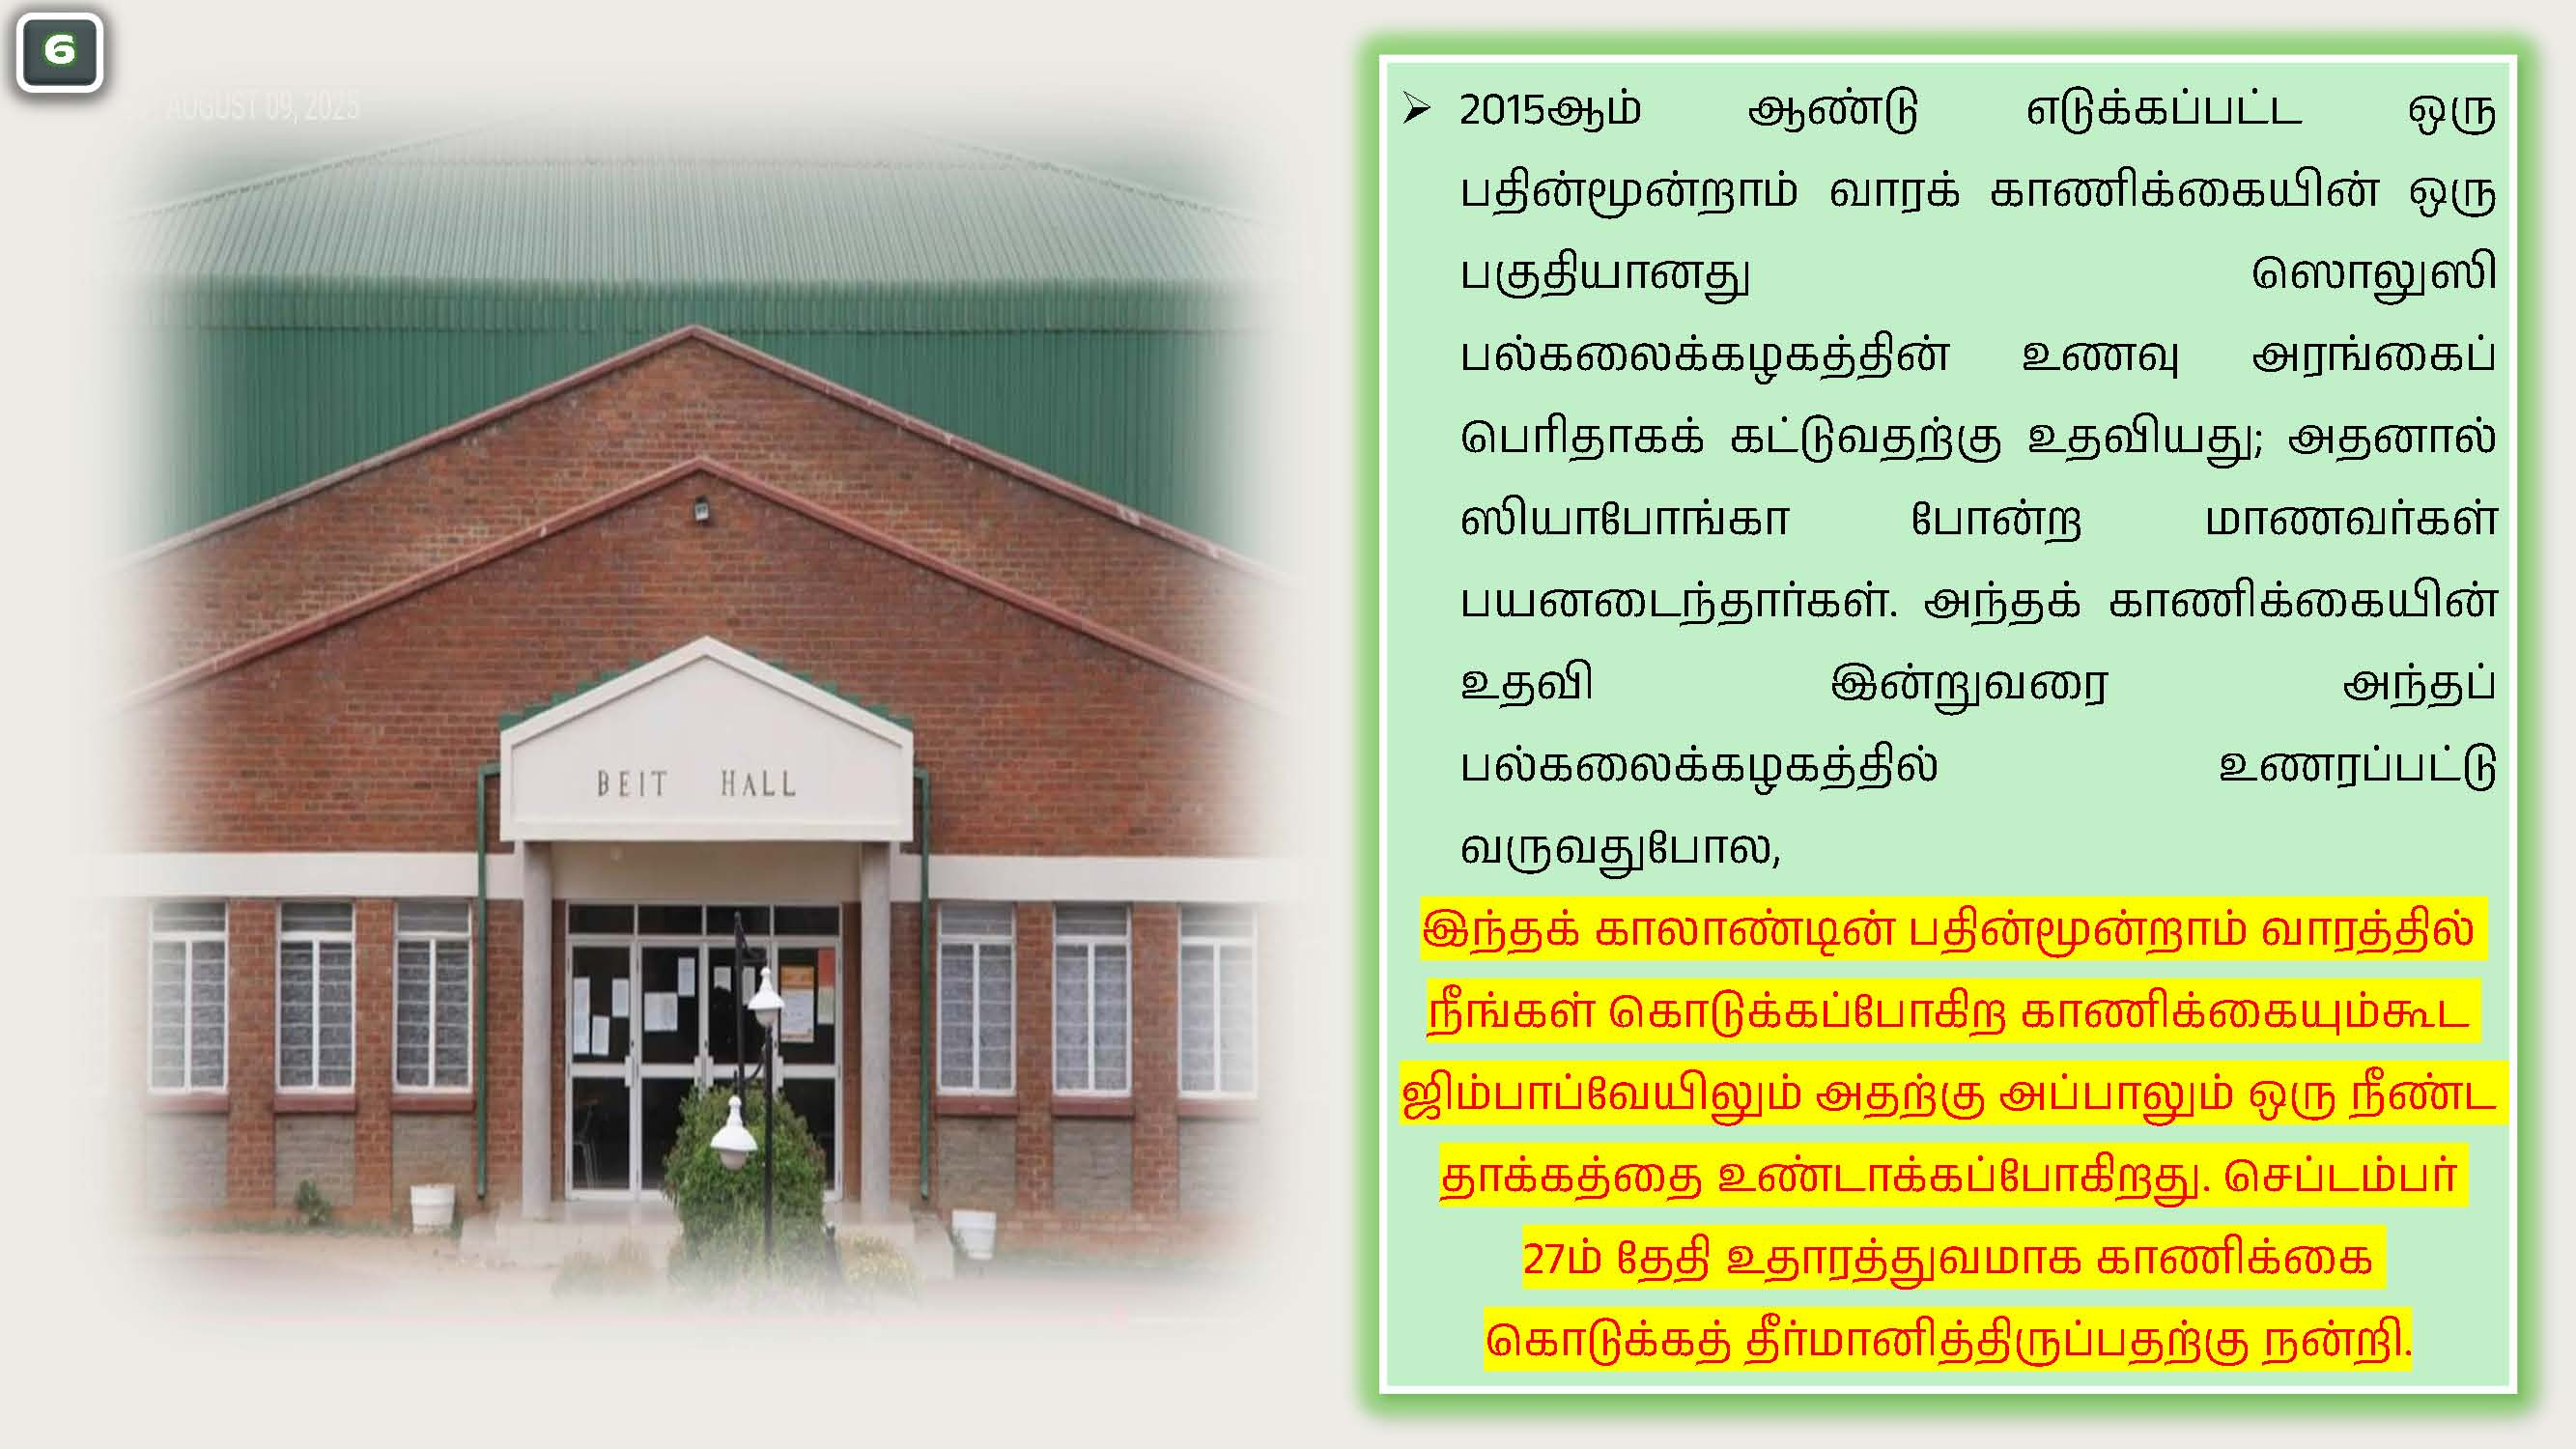 6
AUGUST 09, 2025
BEIT HALL
➢ 2015ஆம் ஆண்டு எடுக்கப்பட்ட ஒரு
பதின்மூன்றாம் வாரக் காணிக்கையின் ஒரு
பகுதியானது ஸொலுஸி
பல்கலைக்கழகத்தின் உணவு அரங்கைப்
பெரிதாகக் கட்டுவதற்கு உதவியது; அதனால்
ஸியாபோங்கா போன்ற மாணவர்கள்
பயனடைந்தார்கள். அந்தக் காணிக்கையின்
உதவி இன்றுவரை அந்தப்
பல்கலைக்கழகத்தில் உணரப்பட்டு
வருவதுபோல,
இந்தக் காலாண்டின் பதின்மூன்றாம் வாரத்தில்
நீங்கள் கொடுக்கப்போகிற காணிக்கையும்கூட
ஜிம்பாப்வேயிலும் அதற்கு அப்பாலும் ஒரு நீண்ட
தாக்கத்தை உண்டாக்கப்போகிறது. செப்டம்பர்
27ம் தேதி உதாரத்துவமாக காணிக்கை
கொடுக்கத் தீர்மானித்திருப்பதற்கு நன்றி.